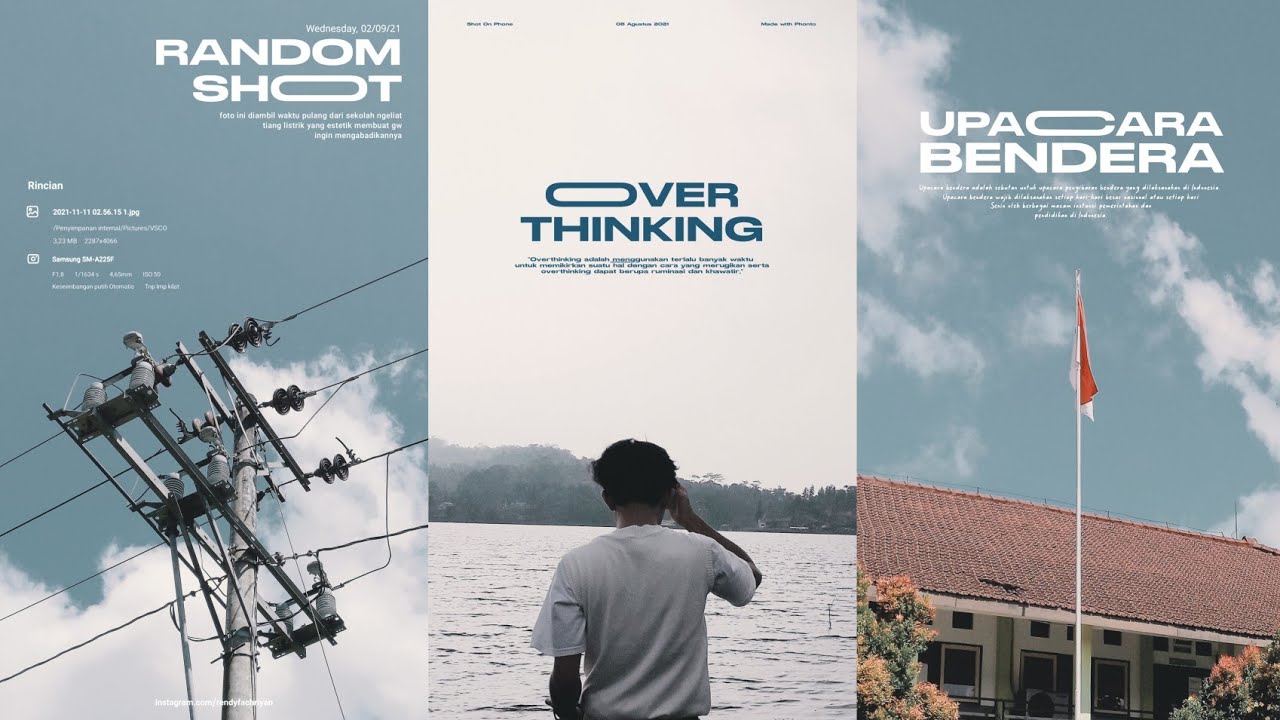 Wednesday, 02/09/21
RANDOM
SHOT
foto ini diambil waktu pulang dari sekolah ngeliat
tiang listrik yang estetik membuat gw
ingin mengabadikannya
Rincian
2021-11-11 02.56.15 1.jpg
/Penyimpanan internal/Pictures/VSCO
3,23 MB 2287x4066
Samsung SM-A225F
F1,8 1/1634 s 4,65mm ISO 50
Keseimbangan putih Otomatis Tnp lmp kilat
Instagram.com/
Shot On Phone 08 Agustus 2021 Made with Phonto
OVER
THINKING
"Overthinking adalah menggunakan terlalu banyak waktu
untuk memikirkan suatu hal dengan cara yang merugikan serta
overthinking dapat berupa ruminasi dan khawatir."
UPACARA
BENDERA
Upacara bendera adalah sebutan untuk upacara pengibaran bendera yang dilaksanakan di Indonesia.
Upacara bendera wajib dilaksanakan setiap hari-hari besar nasional atau setiap hari
Senin oleh berbagai macam instansi pemerintahan dan
pendidikan di Indonesia